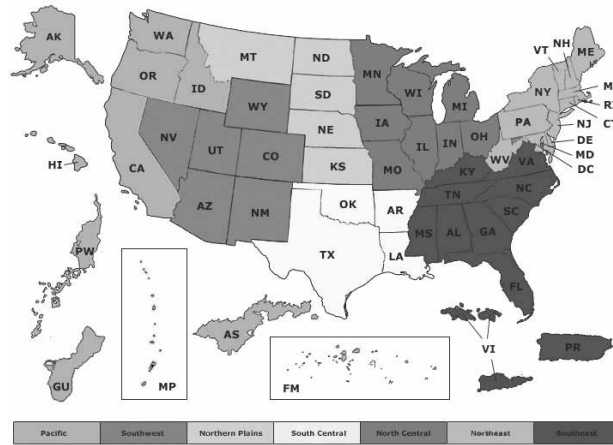 AK
WA
MT
ND
MN
VT
NH
ME
OR
ID
SD
WI
MI
NY
M
RI
CT
WY
NE
IA
PA
NJ
DE
MD
DC
NV
UT
CO
KS
MO
IL
IN
OH
WV
VA
KY
CA
HI
AZ
NM
OK
AR
TN
NC
SC
TX
LA
MS
AL
GA
FL
PW
AS
GU
MP
FM
VI
PR
Pacific
Southwest
Northern Plains
South Central
North Central
Northeast
Southeast